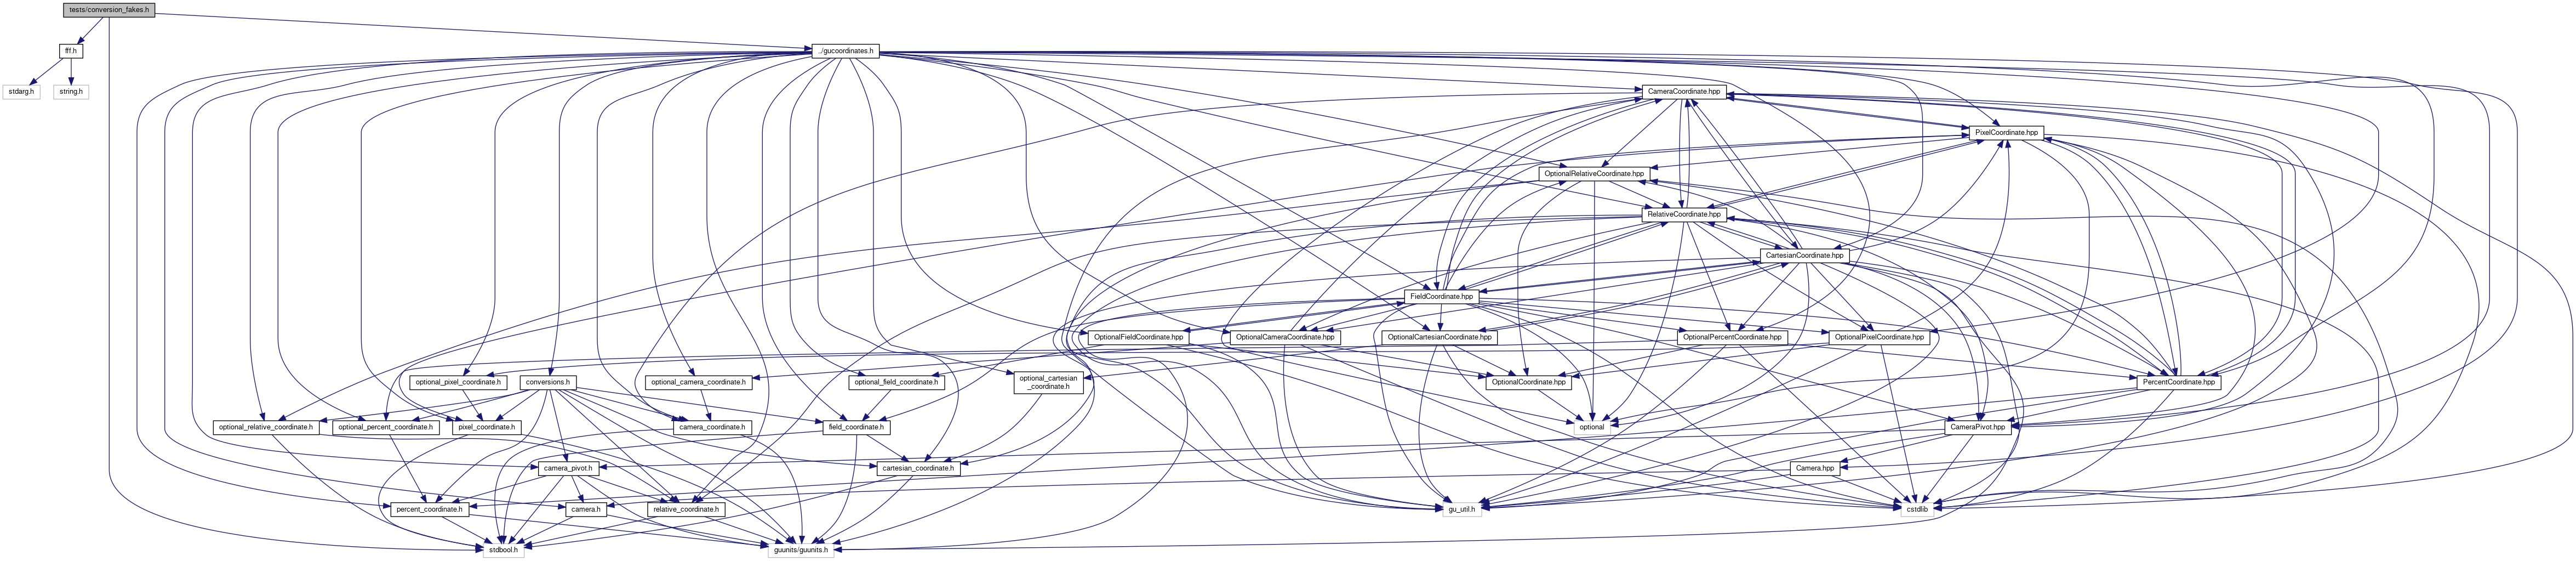 tests/conversion_fakes.h
fff.h
../gucoordinates.h
stdarg.h
string.h
CameraCoordinate.hpp
PixelCoordinate.hpp
OptionalRelativeCoordinate.hpp
RelativeCoordinate.hpp
CartesianCoordinate.hpp
FieldCoordinate.hpp
OptionalFieldCoordinate.hpp
OptionalCameraCoordinate.hpp
OptionalCartesianCoordinate.hpp
OptionalPercentCoordinate.hpp
OptionalPixelCoordinate.hpp
optional_pixel_coordinate.h
conversions.h
optional_camera_coordinate.h
optional_field_coordinate.h
optional_cartesian
_coordinate.h
OptionalCoordinate.hpp
PercentCoordinate.hpp
optional_relative_coordinate.h
optional_percent_coordinate.h
pixel_coordinate.h
camera_coordinate.h
field_coordinate.h
optional
CameraPivot.hpp
camera_pivot.h
cartesian_coordinate.h
Camera.hpp
percent_coordinate.h
camera.h
relative_coordinate.h
gu_util.h
cstdlib
stdbool.h
guunits/guunits.h